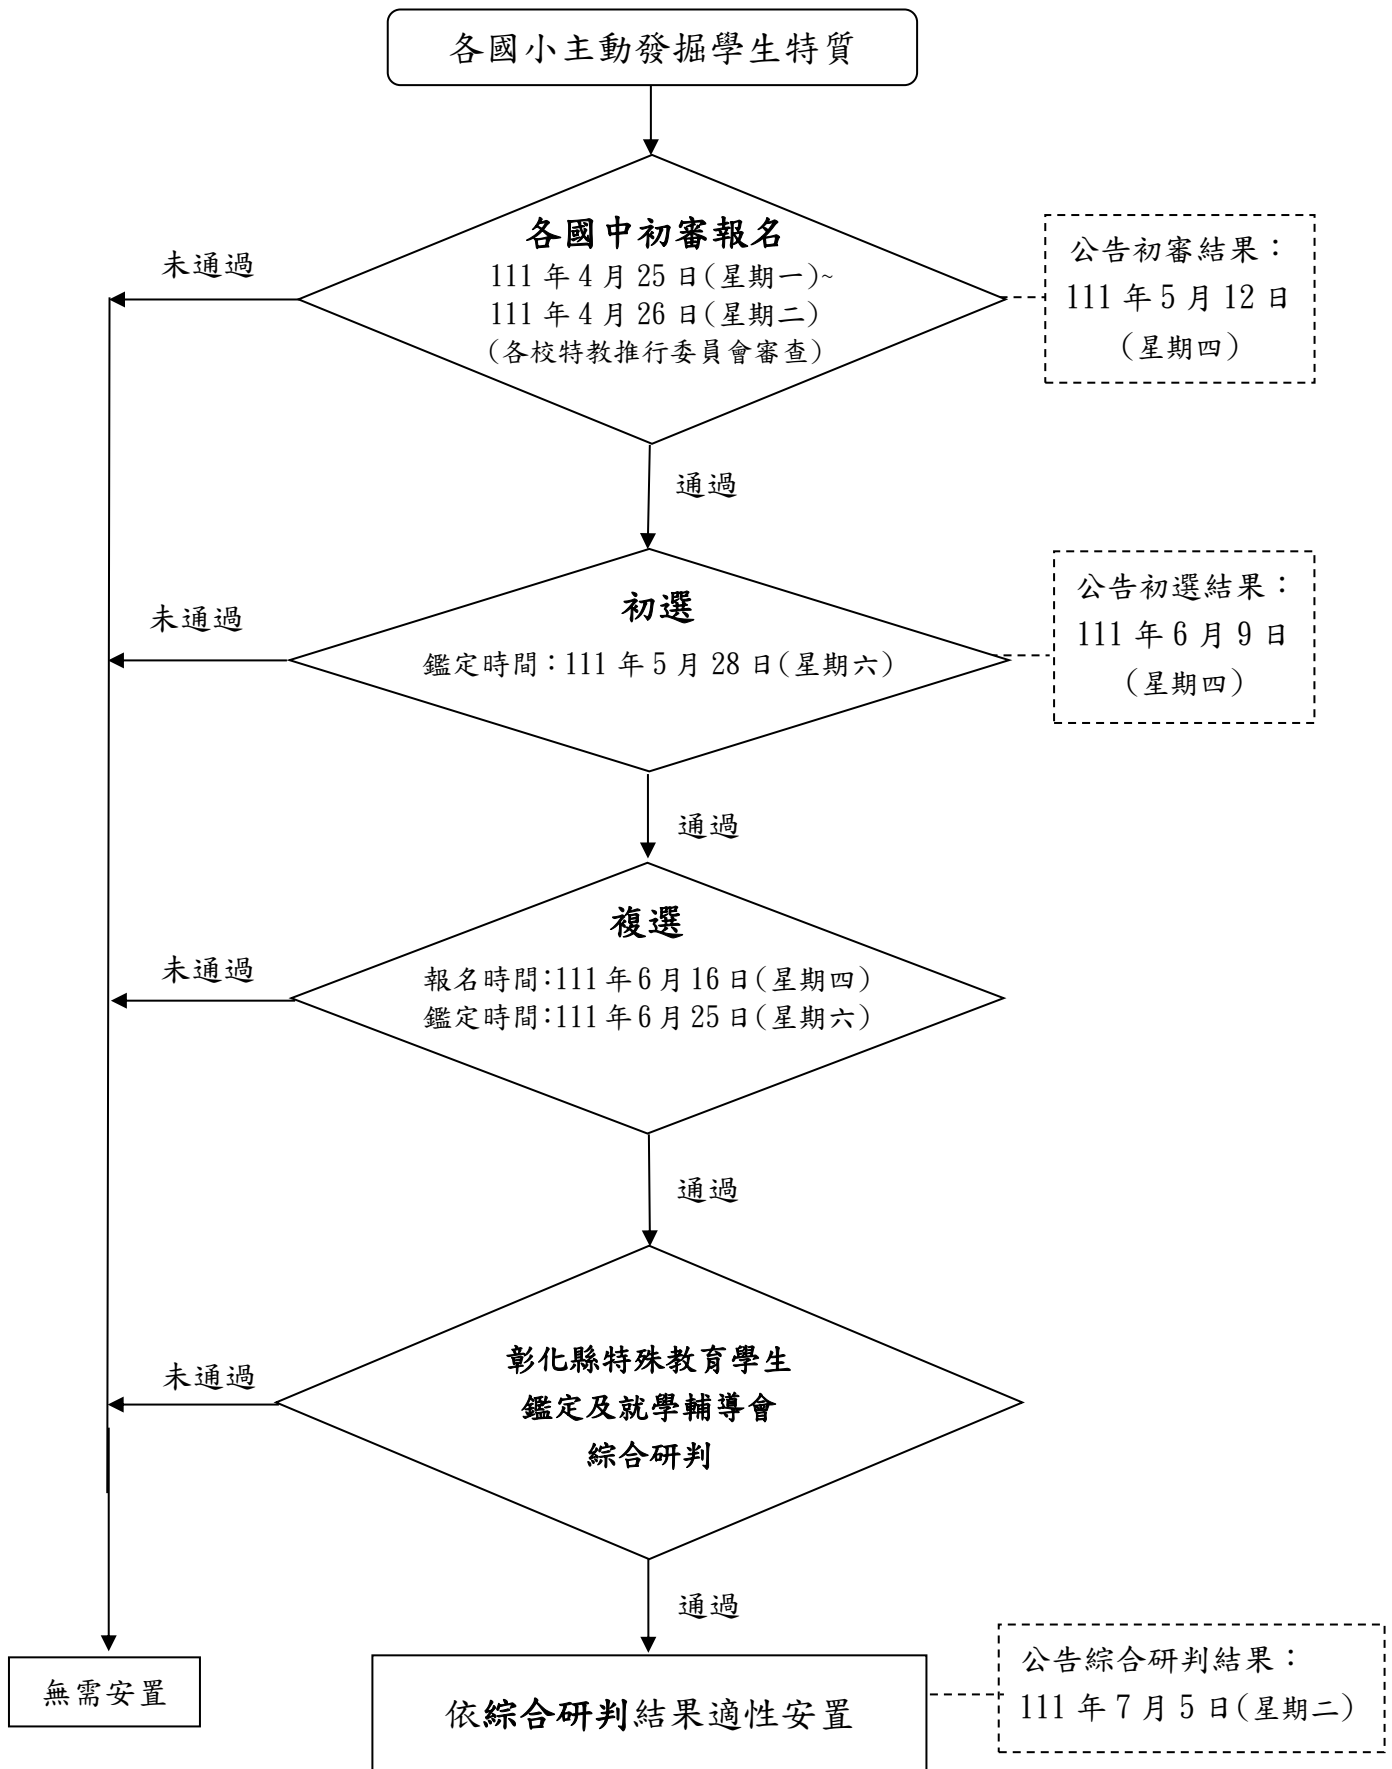 各國小主動發掘學生特質
各國中初審報名
111 年 4 月 25 日(星期一)~
111 年 4 月 26 日(星期二)
(各校特教推行委員會審查)
未通過
公告初審結果：
111 年 5 月 12 日
(星期四)
通過
初選
鑑定時間：111 年 5 月 28 日(星期六)
未通過
公告初選結果：
111 年 6 月 9 日
(星期四)
通過
複選
報名時間:111 年 6 月 16 日(星期四)
鑑定時間:111 年 6 月 25 日(星期六)
未通過
通過
彰化縣特殊教育學生
鑑定及就學輔導會
綜合研判
未通過
通過
無需安置
依綜合研判結果適性安置
公告綜合研判結果：
111 年 7 月 5 日(星期二)